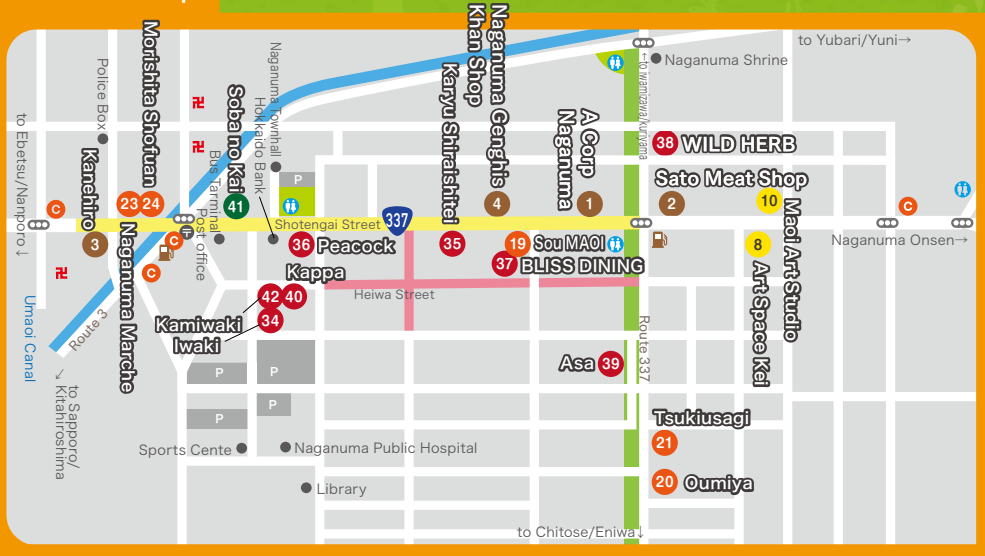 to Yubari/Yuni→
Naganuma Shrine
←to iwamizawa/kuriyama
Naganuma Genghis
Khan Shop
Karyu Shiraishitei
A Corp
Naganuma
Morishita Shofuan
Police Box
Kanehiro
to Ebetsu/Nanporo↓
Soba no Kai
Naganuma Townhall
Hokkaido Bank
Bus Tarminal
Post office
38 WILD HERB
Sato Meat Shop
C
3
23 24
41
P
4
1
2
10
C
Shotengai Street
337
Naganuma Onsen→
36 Peacock
35
19 Sou MAOI
37 BLISS DINING
8
Maoi Art Studio
Art Space Kei
C
C
Naganuma Marche
Kappa
42 40
34
Kamiwaki
Iwaki
Heiwa Street
Umaoi Canal
Route 3
↓to Sapporo/
Kitahiroshima
Route 337
Asa 39
P
P
P
P
Tsukiusagi
21
20 Oumiya
Sports Cente
Naganuma Public Hospital
Library
to Chitose/Eniwa↓